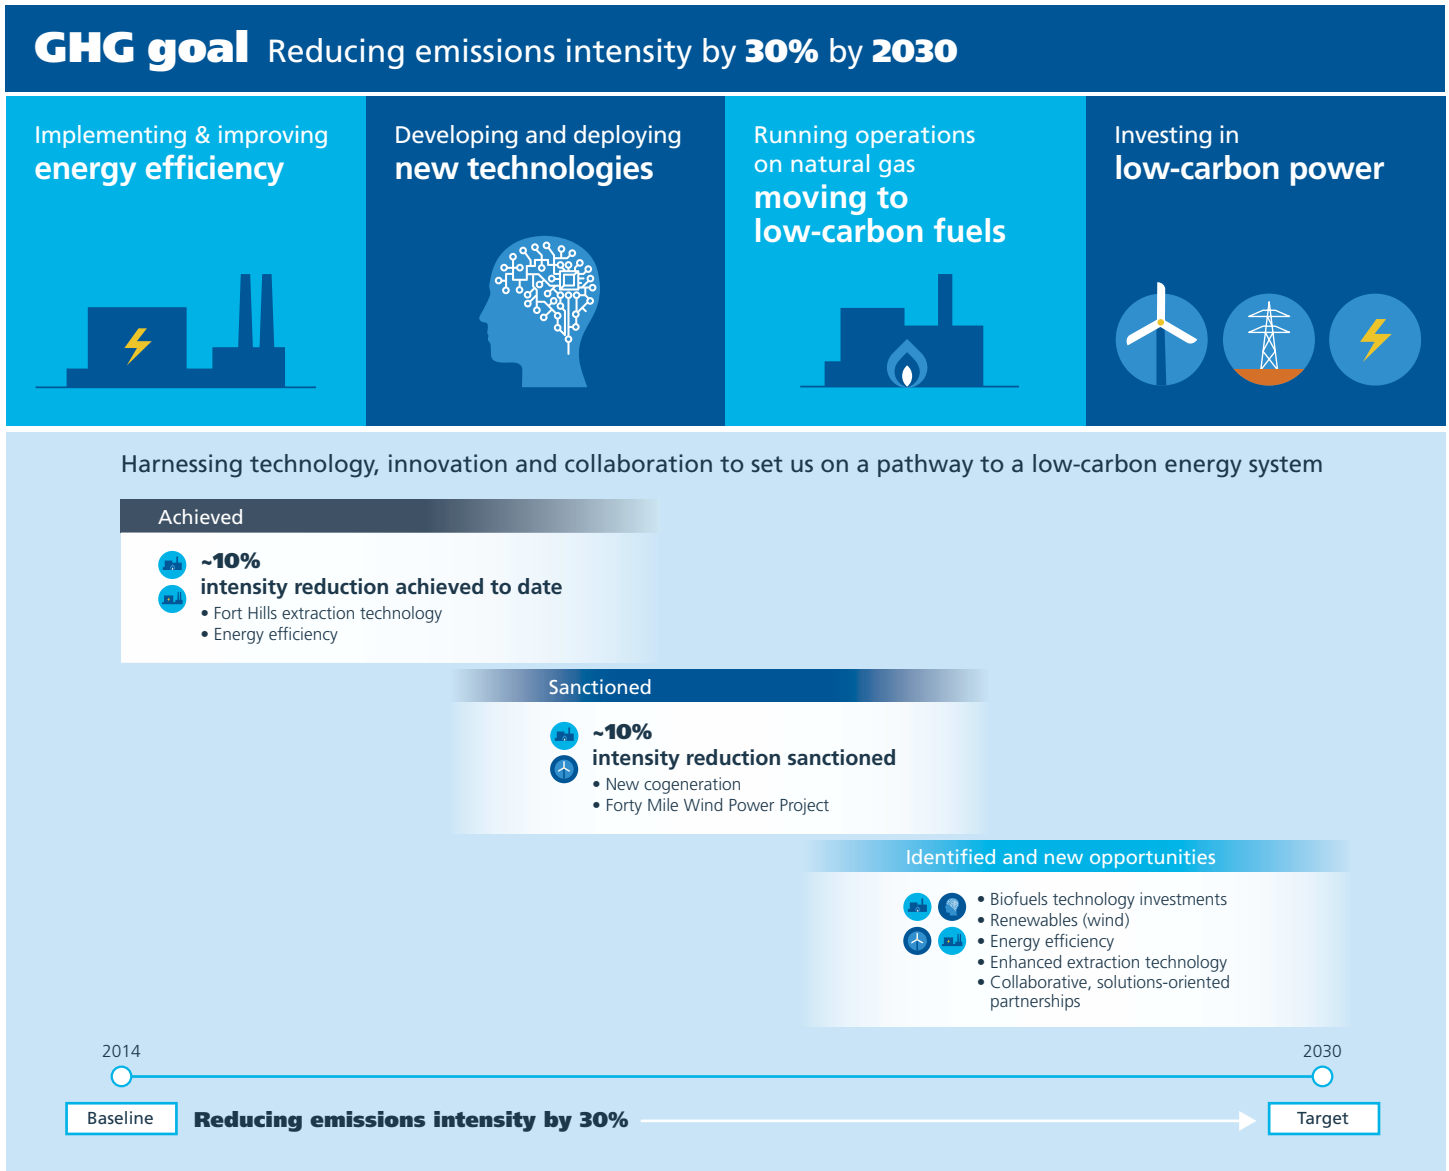 GHG goal Reducing emissions intensity by 30% by 2030
Implementing & improving
energy efficiency
Developing and deploying
new technologies
Running operations
on natural gas
moving to
low-carbon fuels
Investing in
low-carbon power
Harnessing technology, innovation and collaboration to set us on a pathway to a low-carbon energy system
Achieved
~10%
intensity reduction achieved to date
• Fort Hills extraction technology
• Energy efficiency
Sanctioned
~10%
intensity reduction sanctioned
• New cogeneration
• Forty Mile Wind Power Project
Identified and new opportunities
• Biofuels technology investments
• Renewables (wind)
• Energy efficiency
• Enhanced extraction technology
• Collaborative, solutions-oriented
partnerships
2014
2030
Baseline
Reducing emissions intensity by 30%
Target